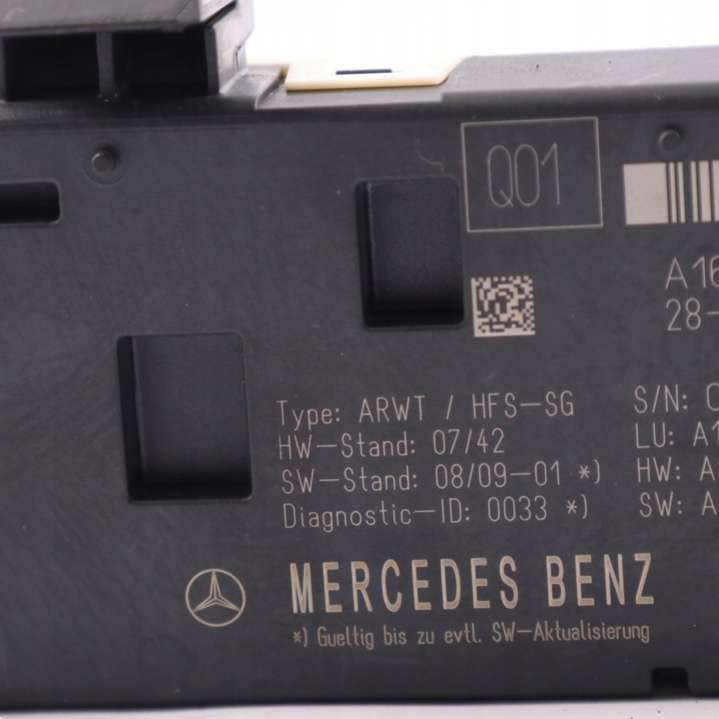 Q01
A16
28-
Type: ARWT / HFS-SG
HW-Stand: 07/42
SW-Stand: 08/09-01 *)
Diagnostic-ID: 0033 *)
S/N:
LU: A1
HW: A
SW: A
MERCEDES BENZ
*) Gueltig bis zu evtl. SW-Aktualisierung